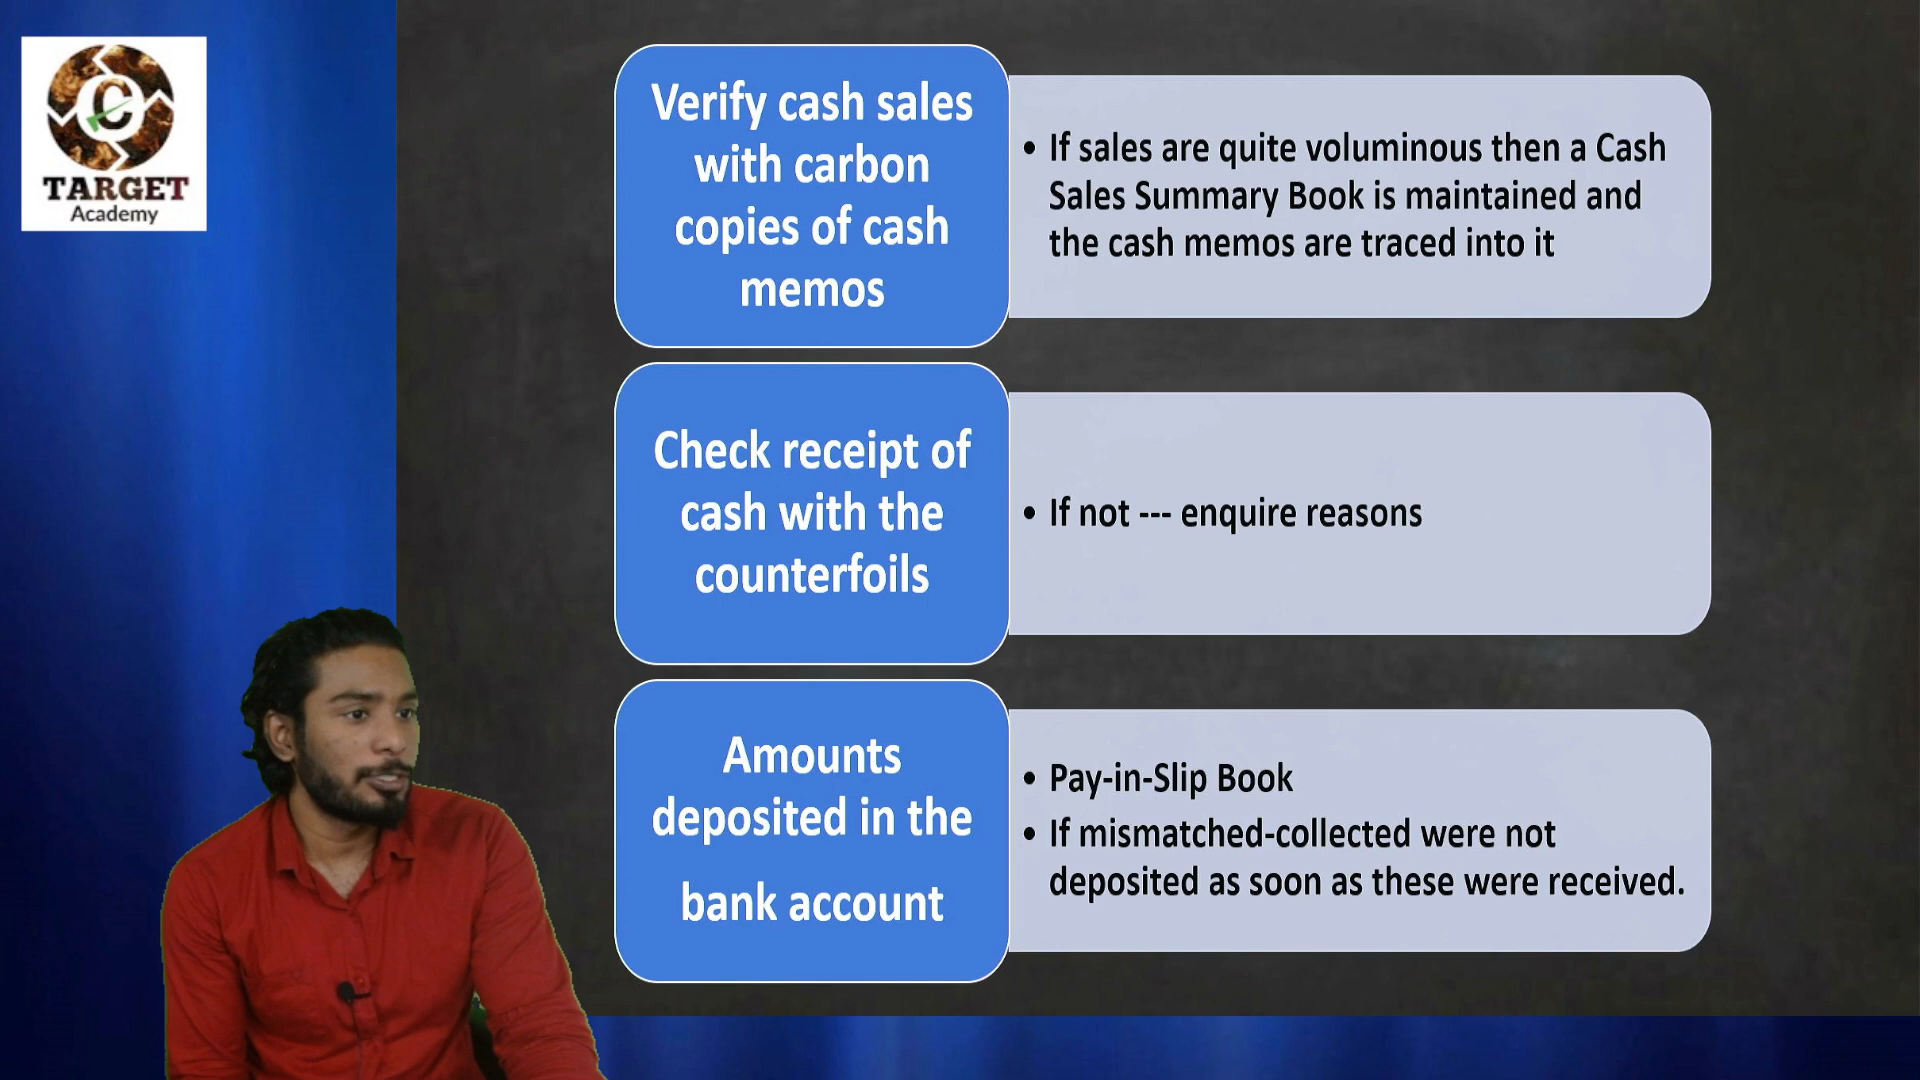 TARGET
Academy
Verify cash sales
with carbon
copies of cash
memos
• If sales are quite voluminous then a Cash
Sales Summary Book is maintained and
the cash memos are traced into it
Check receipt of
cash with the
counterfoils
• If not --- enquire reasons
Amounts
deposited in the
bank account
• Pay-in-Slip Book
• If mismatched-collected were not
deposited as soon as these were received.